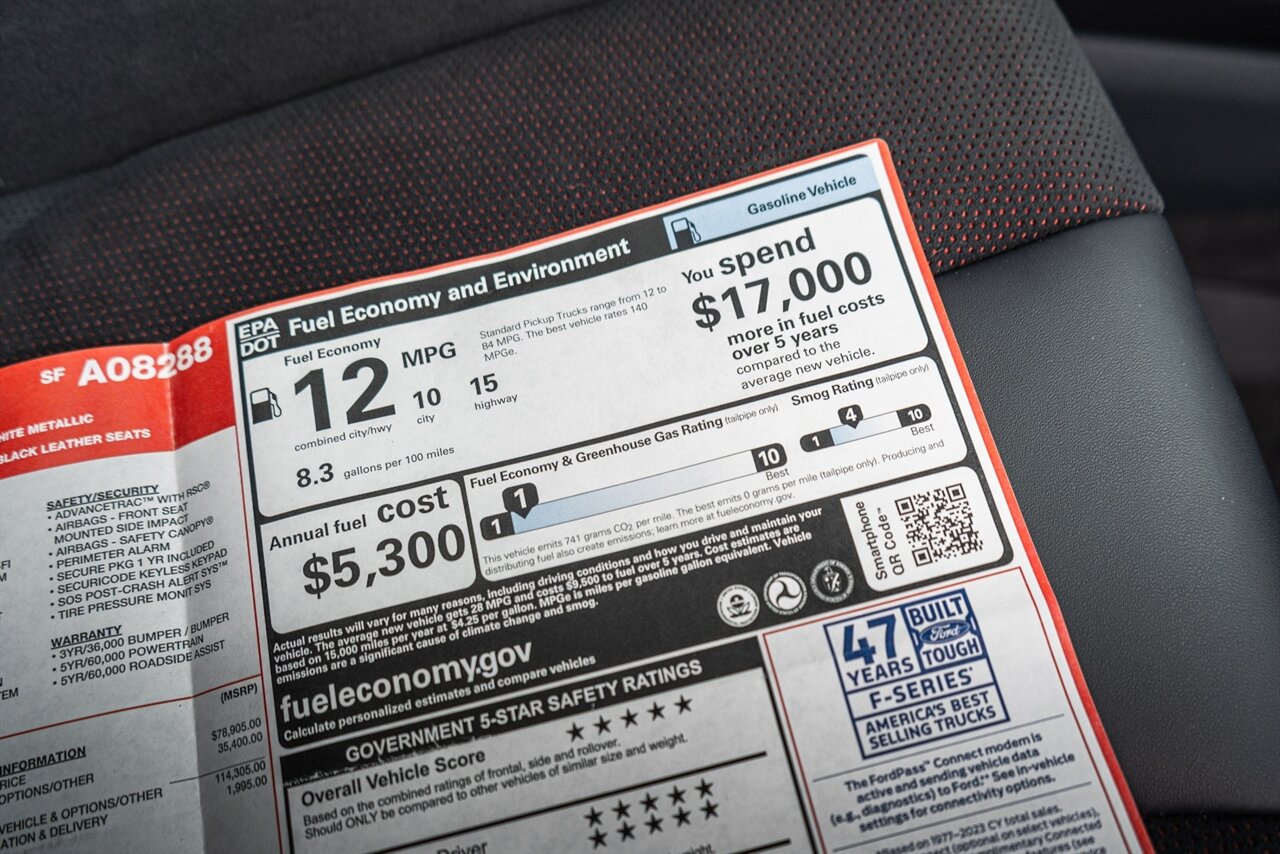 SF A08288
HITE METALLIC
BLACK LEATHER SEATS
SAFETY/SECURITY
• ADVANCETRAC™ WITH RSC®
• AIRBAGS - FRONT SEAT
MOUNTED SIDE IMPACT
• AIRBAGS - SAFETY CANOPY®
• PERIMETER ALARM
• SECURE PKG 1 YR INCLUDED
• SECURICODE KEYLESS KEYPAD
• SOS POST-CRASH ALERT SYS™
• TIRE PRESSURE MONIT SYS
WARRANTY
• 3YR/36,000 BUMPER / BUMPER
• 5YR/60,000 POWERTRAIN
• 5YR/60,000 ROADSIDE ASSIST
(MSRP)
INFORMATION
RICE $78,905.00
OPTIONS/OTHER 35,400.00
VEHICLE & OPTIONS/OTHER 114,305.00
ATION & DELIVERY 1,995.00
EPA
DOT
Fuel Economy and Environment
Gasoline Vehicle
Fuel Economy
12 MPG
combined city/hwy
10
city
15
highway
8.3 gallons per 100 miles
Standard Pickup Trucks range from 12 to
84 MPG. The best vehicle rates 140
MPGe.
You spend
$17,000
more in fuel costs
over 5 years
compared to the
average new vehicle.
Annual fuel cost
$5,300
Fuel Economy & Greenhouse Gas Rating (tailpipe only)
1
1
10
Best
Smog Rating (tailpipe only)
4
1
10
Best
This vehicle emits 741 grams CO2 per mile. The best emits 0 grams per mile (tailpipe only). Producing and
distributing fuel also create emissions; learn more at fueleconomy.gov.
Actual results will vary for many reasons, including driving conditions and how you drive and maintain your
vehicle. The average new vehicle gets 28 MPG and costs $9,500 to fuel over 5 years. Cost estimates are
based on 15,000 miles per year at $4.25 per gallon. MPGe is miles per gasoline gallon equivalent. Vehicle
emissions are a significant cause of climate change and smog.
fueleconomy.gov
Calculate personalized estimates and compare vehicles
Smartphone
QR Code™
GOVERNMENT 5-STAR SAFETY RATINGS
Overall Vehicle Score ★★★★★
Based on the combined ratings of frontal, side and rollover.
Should ONLY be compared to other vehicles of similar size and weight.
Driver ★★★★★
★★★★★
weight.
47
YEARS
BUILT
Ford
TOUGH
F-SERIES®
AMERICA'S BEST
SELLING TRUCKS
The FordPass™ Connect modem is
active and sending vehicle data
(e.g., diagnostics) to Ford.** See in-vehicle
settings for connectivity options.
*Based on 1977-2023 CY total sales.